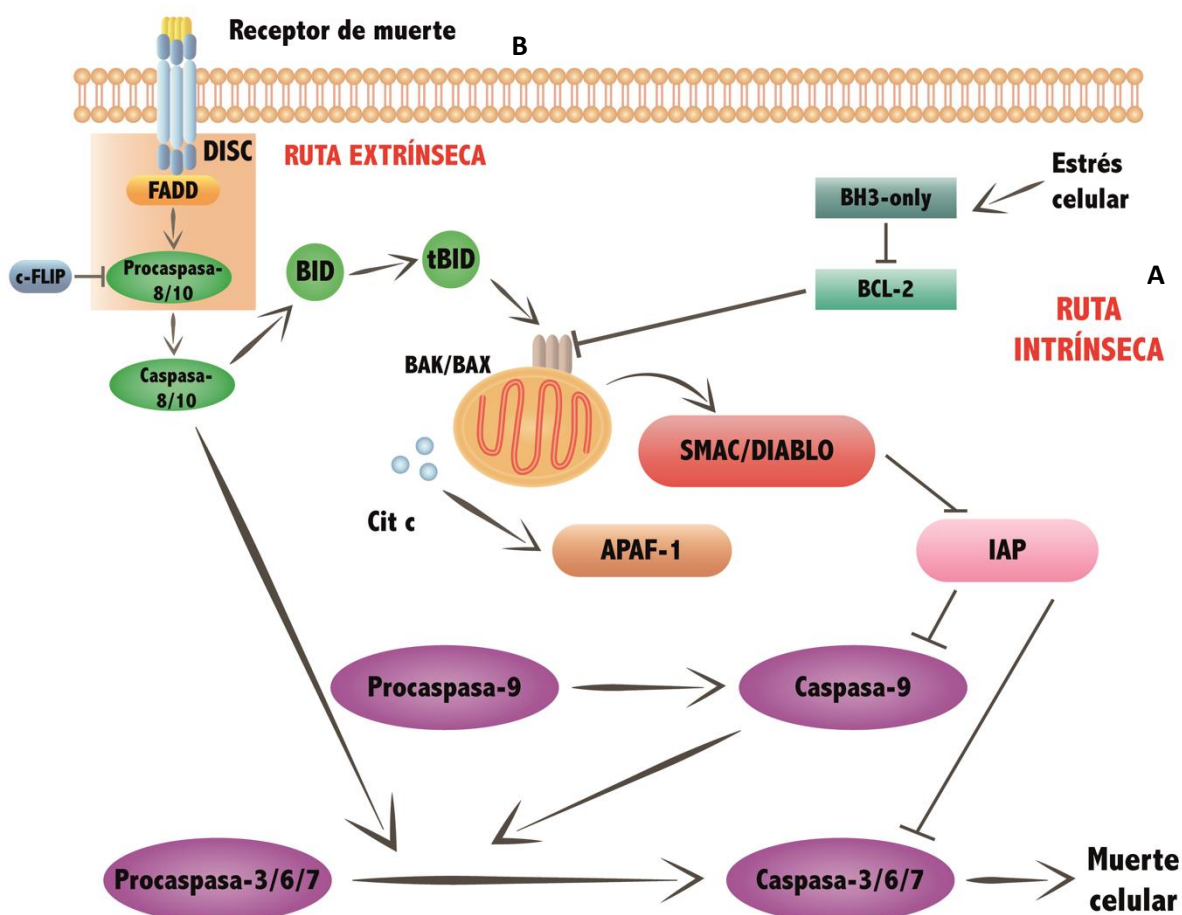 Receptor de muerte
B
DISC
RUTA EXTRÍNSECA
FADD
Estrés
celular
BH3-only
c-FLIP
Procaspasa-
8/10
BID
tBID
BCL-2
A
RUTA
INTRÍNSECA
Caspasa-
8/10
BAK/BAX
SMAC/DIABLO
Cit c
APAF-1
IAP
Procaspasa-9
Caspasa-9
Procaspasa-3/6/7
Caspasa-3/6/7
Muerte
celular